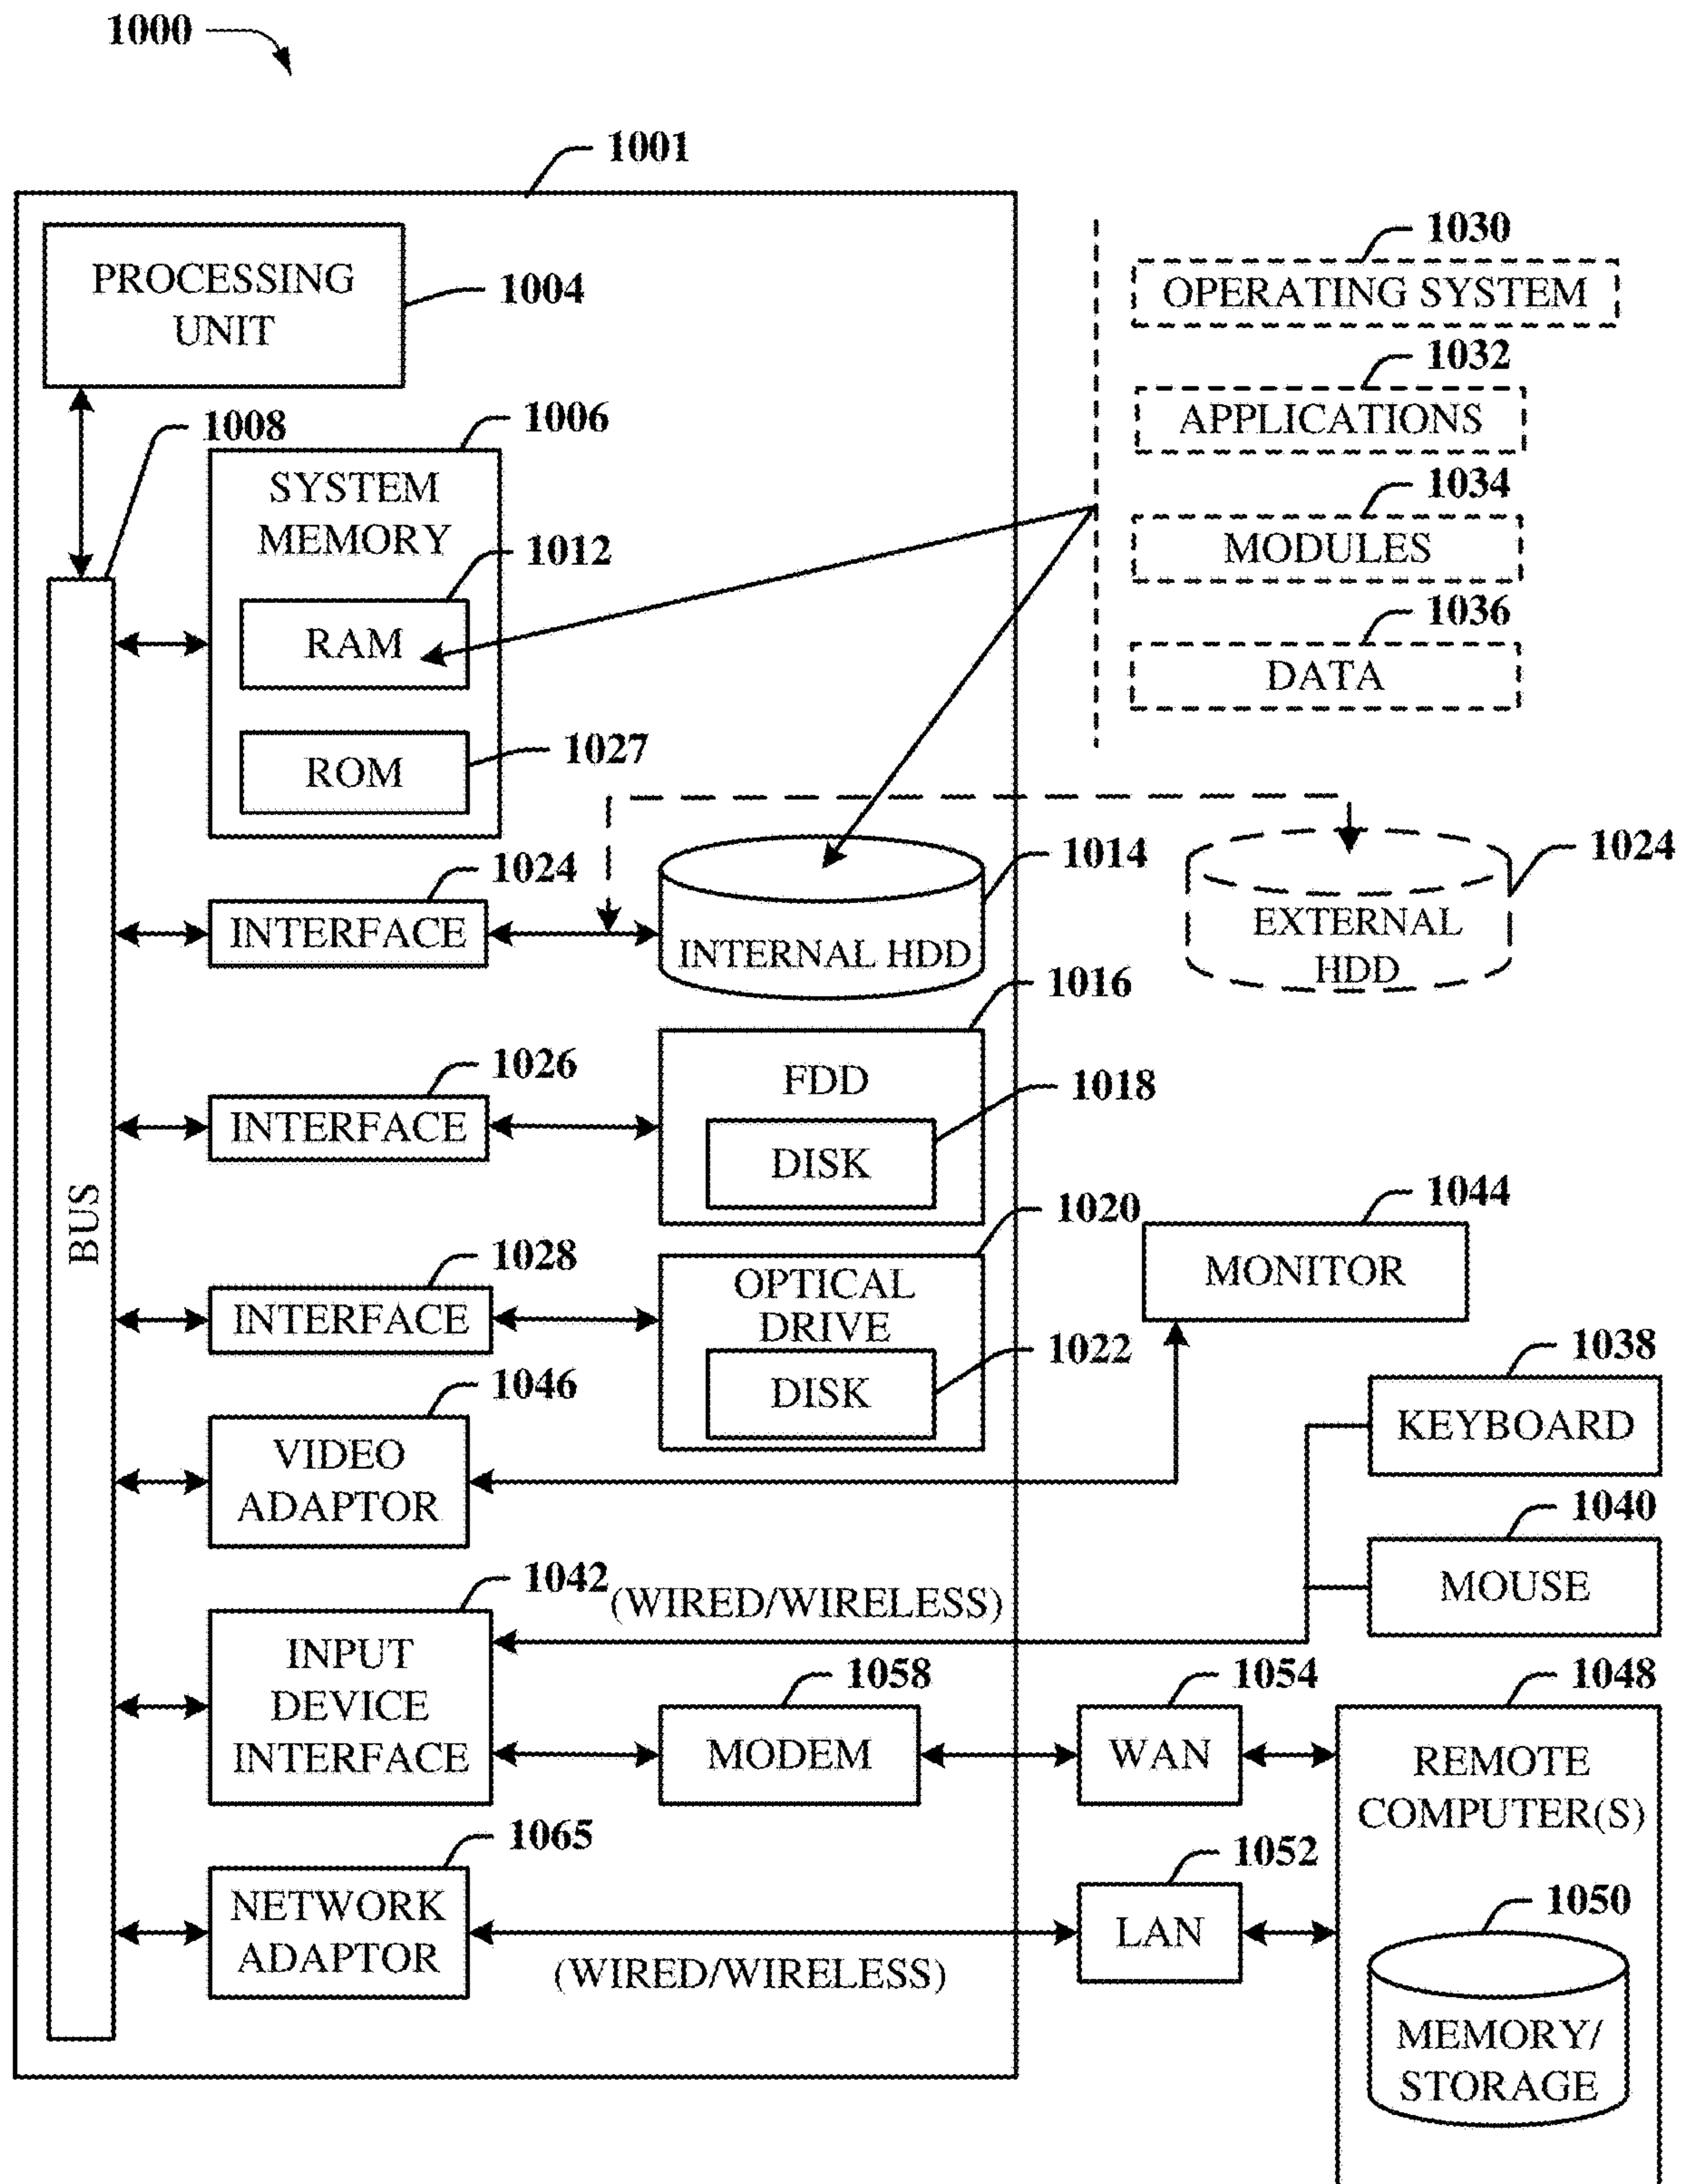 1000
1001
PROCESSING
UNIT
1004
1030
OPERATING SYSTEM
1032
APPLICATIONS
1034
MODULES
1036
DATA
1008
1006
SYSTEM
MEMORY
1012
RAM
ROM
1027
BUS
1024
INTERFACE
1014
INTERNAL HDD
1024
EXTERNAL
HDD
1026
INTERFACE
1016
FDD
1018
DISK
1028
INTERFACE
1020
OPTICAL
DRIVE
1022
DISK
1044
MONITOR
1046
VIDEO
ADAPTOR
1038
KEYBOARD
1040
MOUSE
1042
(WIRED/WIRELESS)
INPUT
DEVICE
INTERFACE
1058
MODEM
1054
WAN
1048
REMOTE
COMPUTER(S)
1065
NETWORK
ADAPTOR
(WIRED/WIRELESS)
1052
LAN
1050
MEMORY/
STORAGE